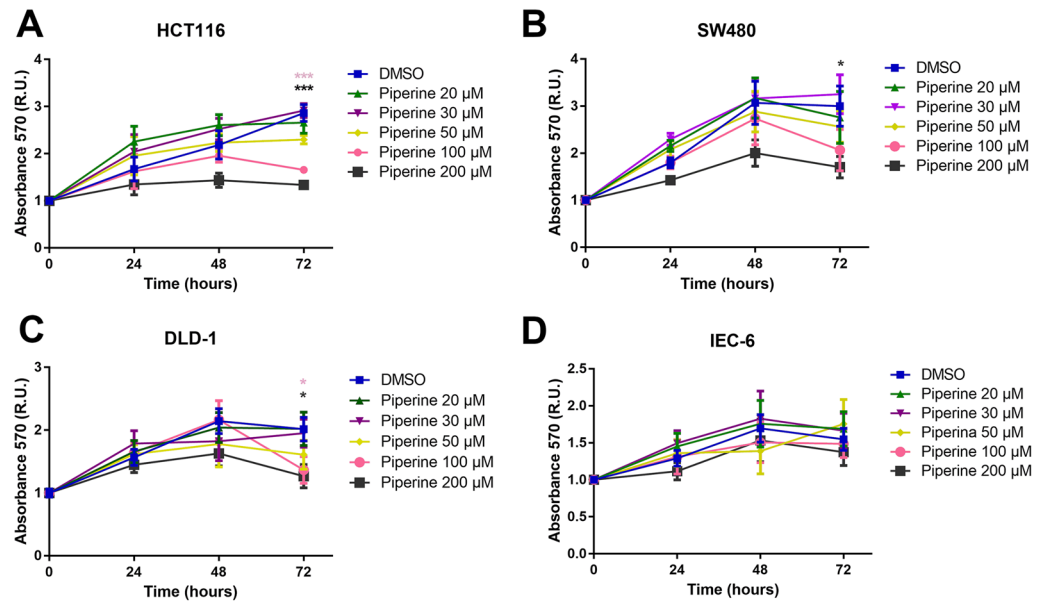 A
HCT116
Absorbance 570 (R.U.)
4
3
2
1
0
0
24
48
72
Time (hours)
***
***
DMSO
Piperine 20 µM
Piperine 30 µM
Piperine 50 µM
Piperine 100 µM
Piperine 200 µM
B
SW480
Absorbance 570 (R.U.)
4
3
2
1
0
0
24
48
72
Time (hours)
*
DMSO
Piperine 20 µM
Piperine 30 µM
Piperine 50 µM
Piperine 100 µM
Piperine 200 µM
C
DLD-1
Absorbance 570 (R.U.)
3
2
1
0
0
24
48
72
Time (hours)
*
*
DMSO
Piperine 20 µM
Piperine 30 µM
Piperine 50 µM
Piperine 100 µM
Piperine 200 µM
D
IEC-6
Absorbance 570 (R.U.)
2.5
2.0
1.5
1.0
0.5
0.0
0
24
48
72
Time (hours)
DMSO
Piperine 20 µM
Piperine 30 µM
Piperina 50 µM
Piperine 100 µM
Piperine 200 µM